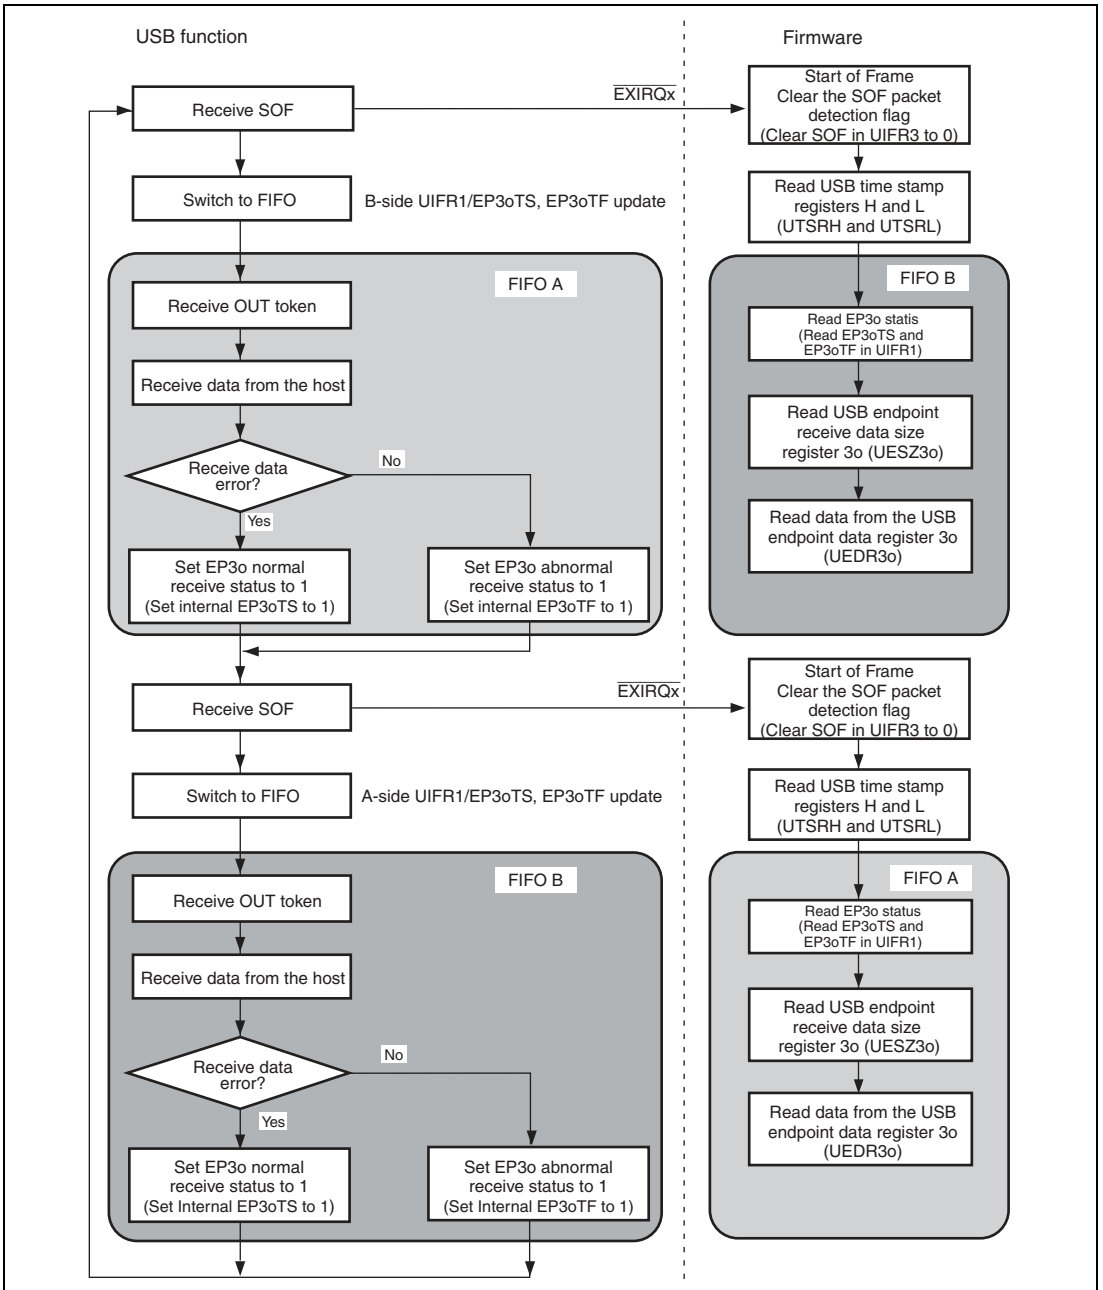 USB function
Firmware
Receive SOF
EXIRQx
Start of Frame
Clear the SOF packet
detection flag
(Clear SOF in UIFR3 to 0)
Switch to FIFO
B-side UIFR1/EP3oTS, EP3oTF update
Read USB time stamp
registers H and L
(UTSRH and UTSRL)
FIFO A
Receive OUT token
Receive data from the host
Receive data
error?
No
Yes
Set EP3o normal
receive status to 1
(Set internal EP3oTS to 1)
Set EP3o abnormal
receive status to 1
(Set internal EP3oTF to 1)
FIFO B
Read EP3o statis
(Read EP3oTS and
EP3oTF in UIFR1)
Read USB endpoint
receive data size
register 3o (UESZ3o)
Read data from the USB
endpoint data register 3o
(UEDR3o)
Receive SOF
EXIRQx
Start of Frame
Clear the SOF packet
detection flag
(Clear SOF in UIFR3 to 0)
Switch to FIFO
A-side UIFR1/EP3oTS, EP3oTF update
Read USB time stamp
registers H and L
(UTSRH and UTSRL)
FIFO B
Receive OUT token
Receive data from the host
Receive data
error?
No
Yes
Set EP3o normal
receive status to 1
(Set Internal EP3oTS to 1)
Set EP3o abnormal
receive status to 1
(Set Internal EP3oTF to 1)
FIFO A
Read EP3o status
(Read EP3oTS and
EP3oTF in UIFR1)
Read USB endpoint
receive data size
register 3o (UESZ3o)
Read data from the USB
endpoint data register 3o
(UEDR3o)